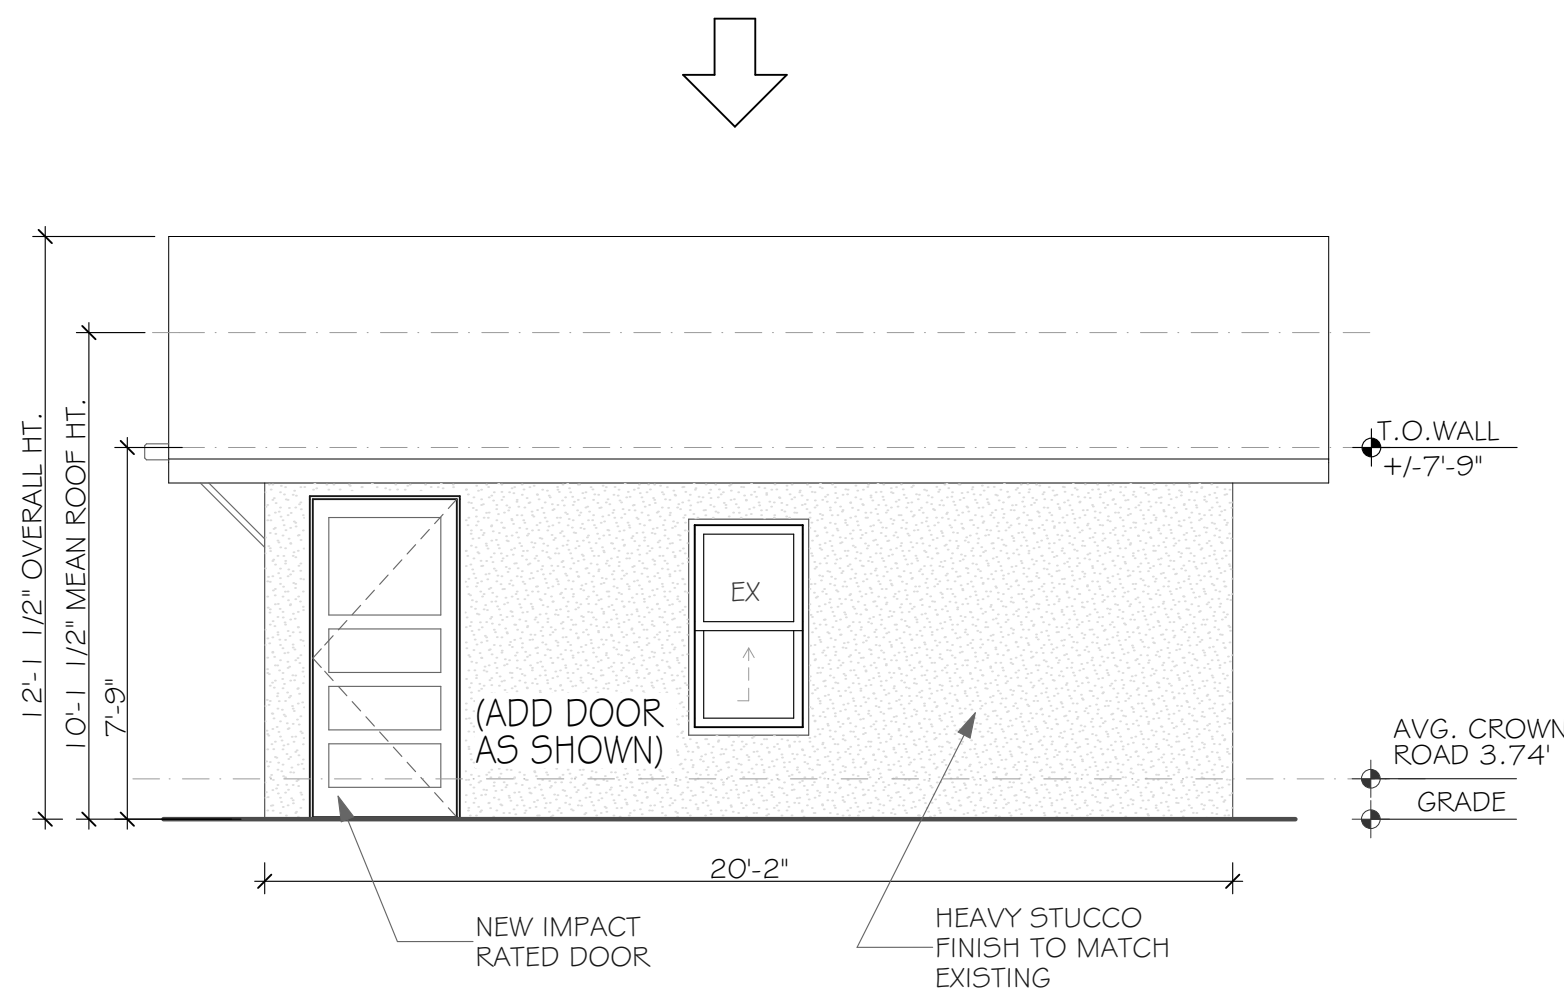 12'-1 1/2" OVERALL HT.
10'-1 1/2" MEAN ROOF HT.
7'-9"
T.O.WALL
+/-7'-9"
EX
(ADD DOOR
AS SHOWN)
AVG. CROWN
ROAD 3.74'
GRADE
20'-2"
NEW IMPACT
RATED DOOR
HEAVY STUCCO
FINISH TO MATCH
EXISTING